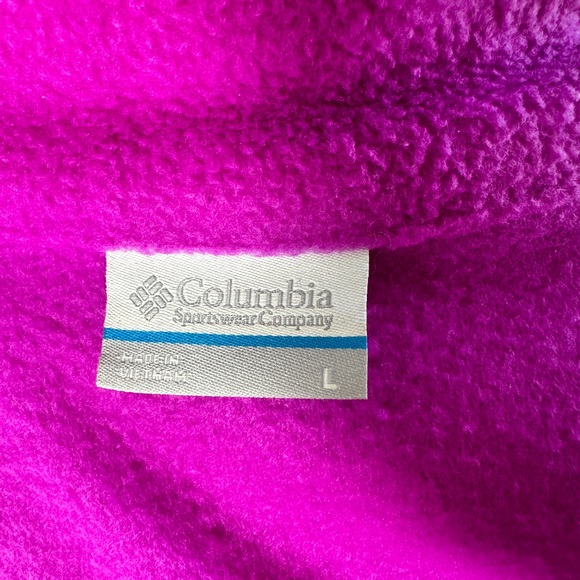 Columbia
Sportswear Company
MADE IN
VIETNAM
L